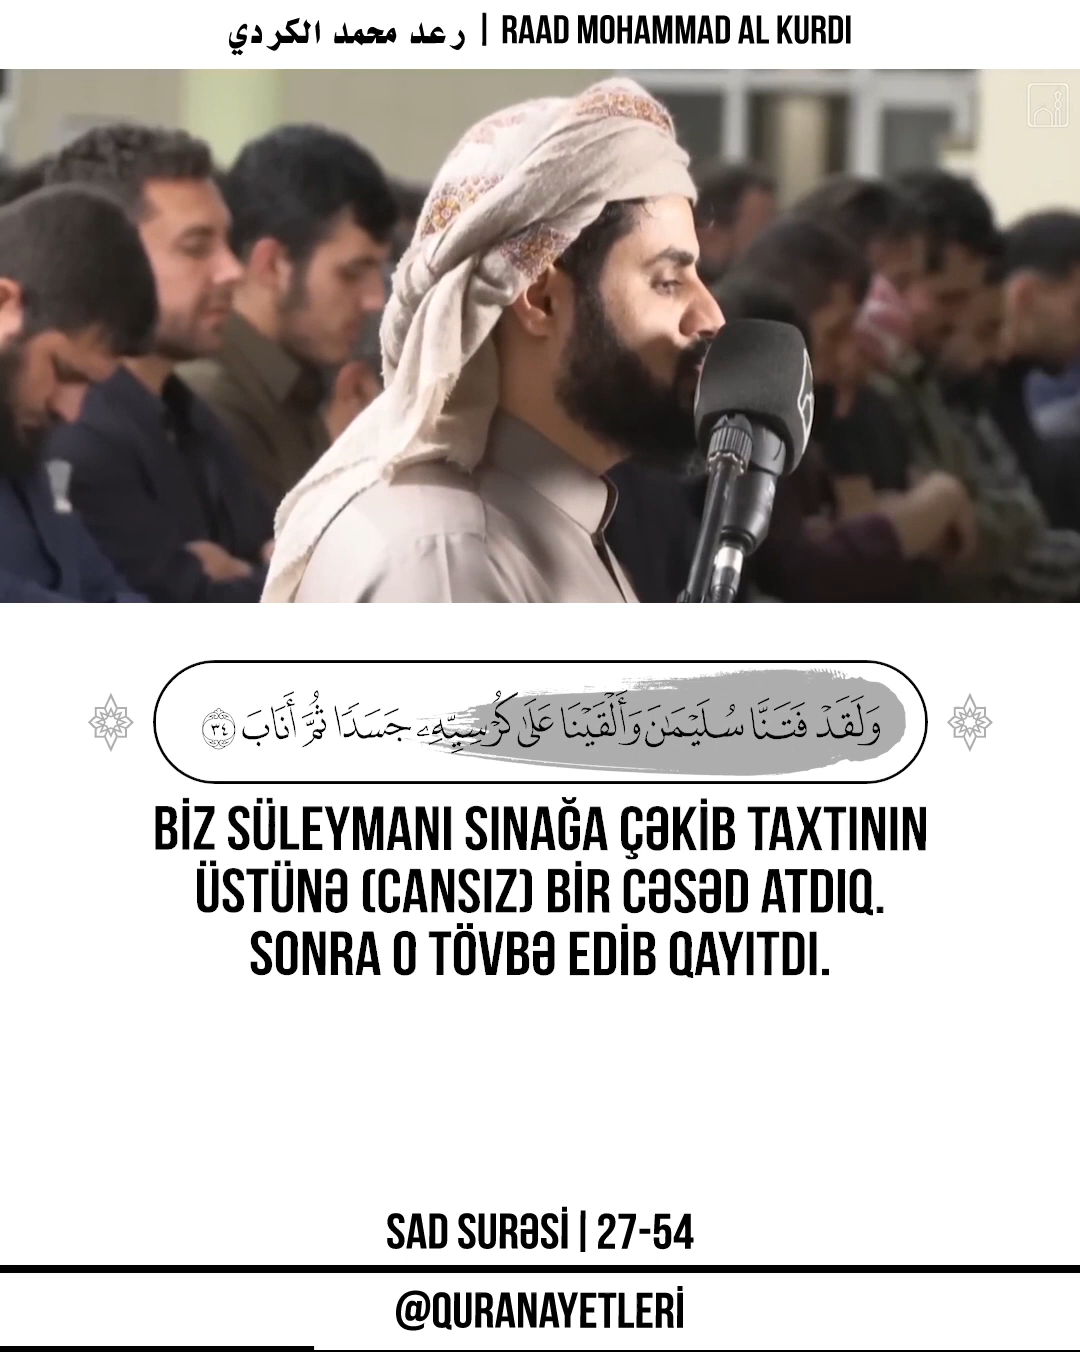 رعد محمد الكردي | RAAD MOHAMMAD AL KURDI
وَلَقَدْ فَتَنَّا سُلَيْمَٰنَ وَأَلْقَيْنَا عَلَىٰ كُرْسِيِّهِۦ جَسَدًا ثُمَّ أَنَابَ ٣٤
BİZ SÜLEYMANI SINAĞA ÇƏKİB TAXTININ
ÜSTÜNƏ (CANSIZ) BİR CƏSƏD ATDIQ.
SONRA O TÖVBƏ EDİB QAYITDI.
SAD SURƏSİ | 27-54
@QURANAYETLERİ